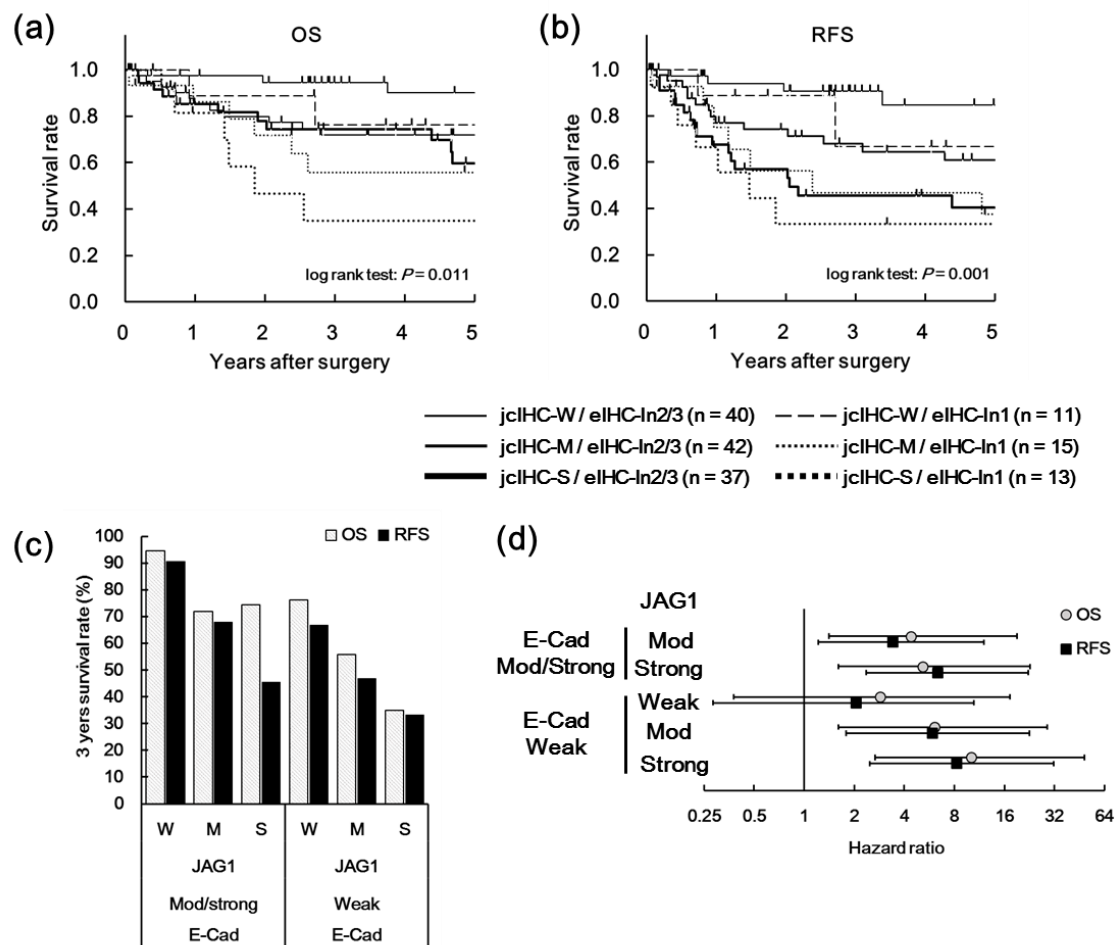 (a)
OS
1.0
0.8
0.6
0.4
0.2
0.0
Survival rate
log rank test: P = 0.011
0 1 2 3 4 5
Years after surgery
(b)
RFS
1.0
0.8
0.6
0.4
0.2
0.0
Survival rate
log rank test: P = 0.001
0 1 2 3 4 5
Years after surgery
jcIHC-W / eIHC-In2/3 (n = 40)
jcIHC-W / eIHC-In1 (n = 11)
jcIHC-M / eIHC-In2/3 (n = 42)
jcIHC-M / eIHC-In1 (n = 15)
jcIHC-S / eIHC-In2/3 (n = 37)
jcIHC-S / eIHC-In1 (n = 13)
(c)
OS RFS
100
90
80
70
60
50
40
30
20
10
0
3 yers survival rate (%)
W M S W M S
JAG1 JAG1
Mod/strong Weak
E-Cad E-Cad
(d)
JAG1
OS
RFS
E-Cad
Mod/Strong
Mod
Strong
E-Cad
Weak
Weak
Mod
Strong
0.25 0.5 1 2 4 8 16 32 64
Hazard ratio